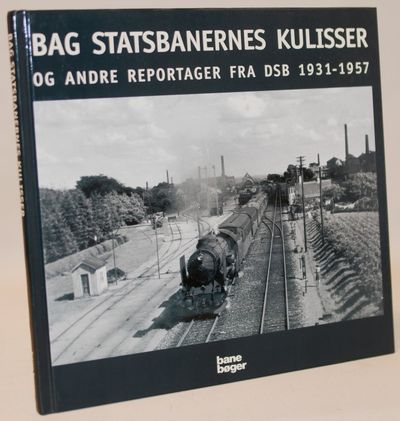 BAG STATSBANERNES KULISSER
OG ANDRE REPORTAGER FRA DSB 1931-1957
bane
bøger
BAG STATSBANERNES KULISSER